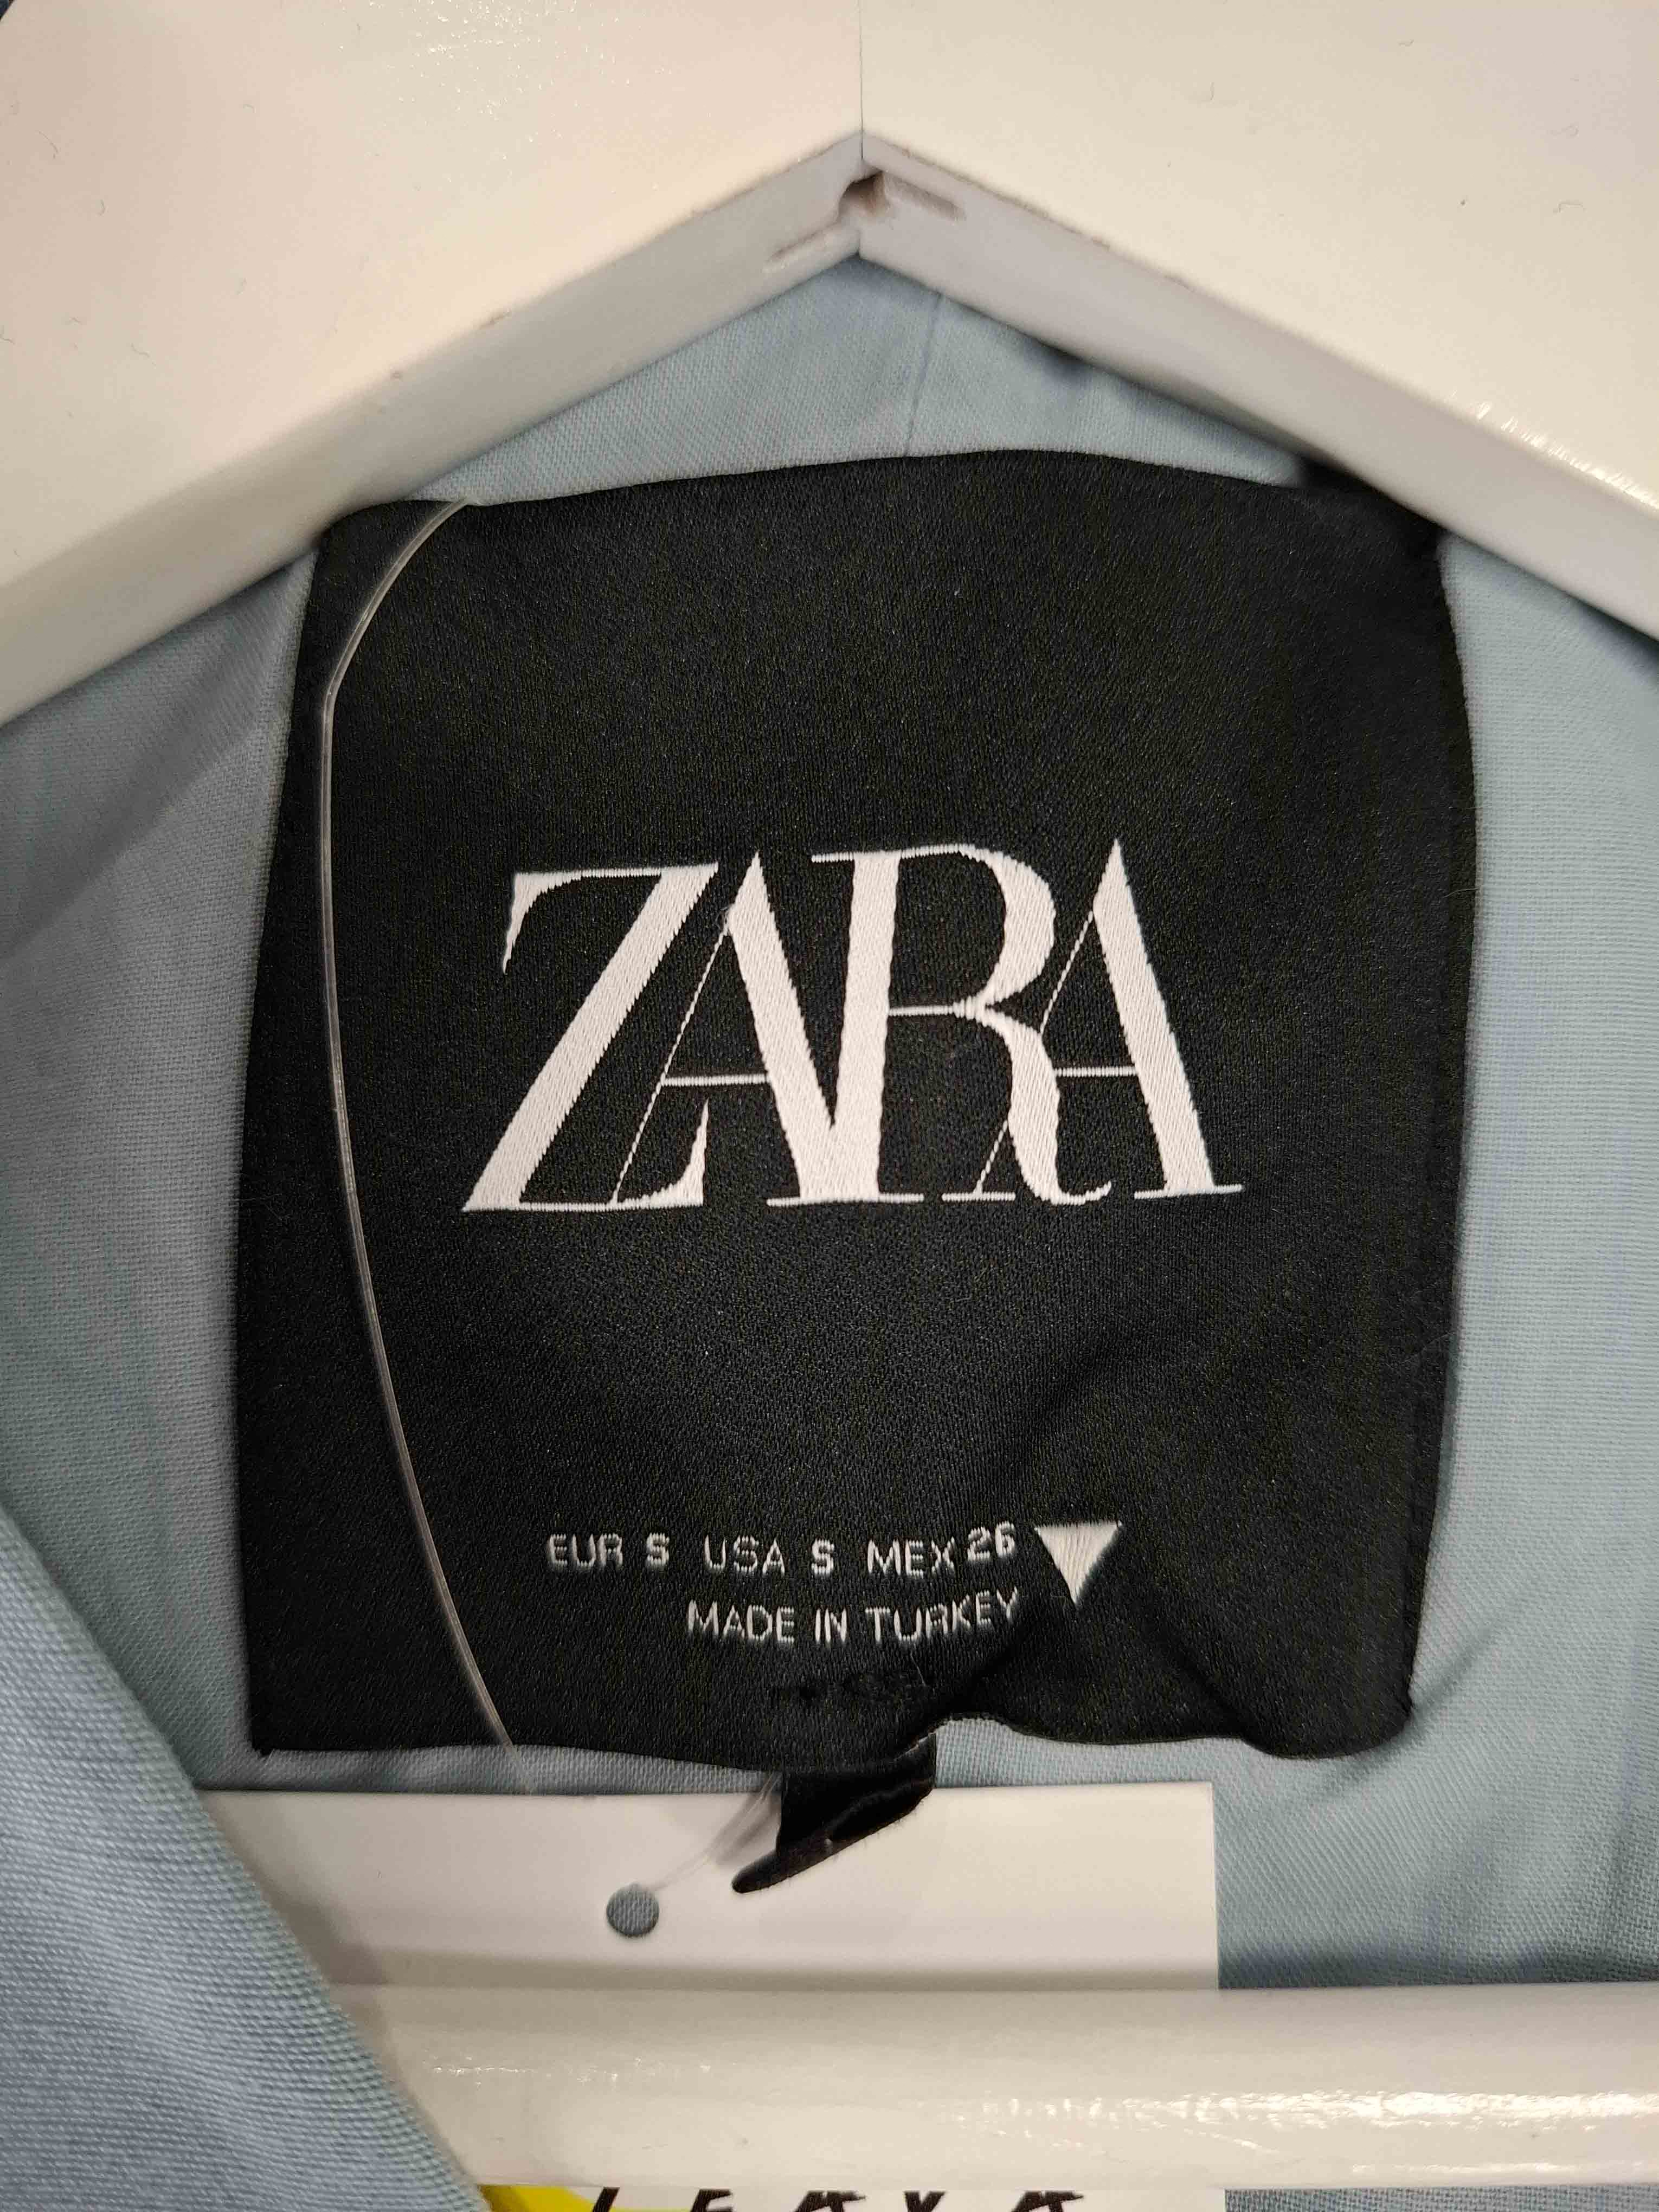 ZARA
EUR S USA S MEX 26
MADE IN TURKEY